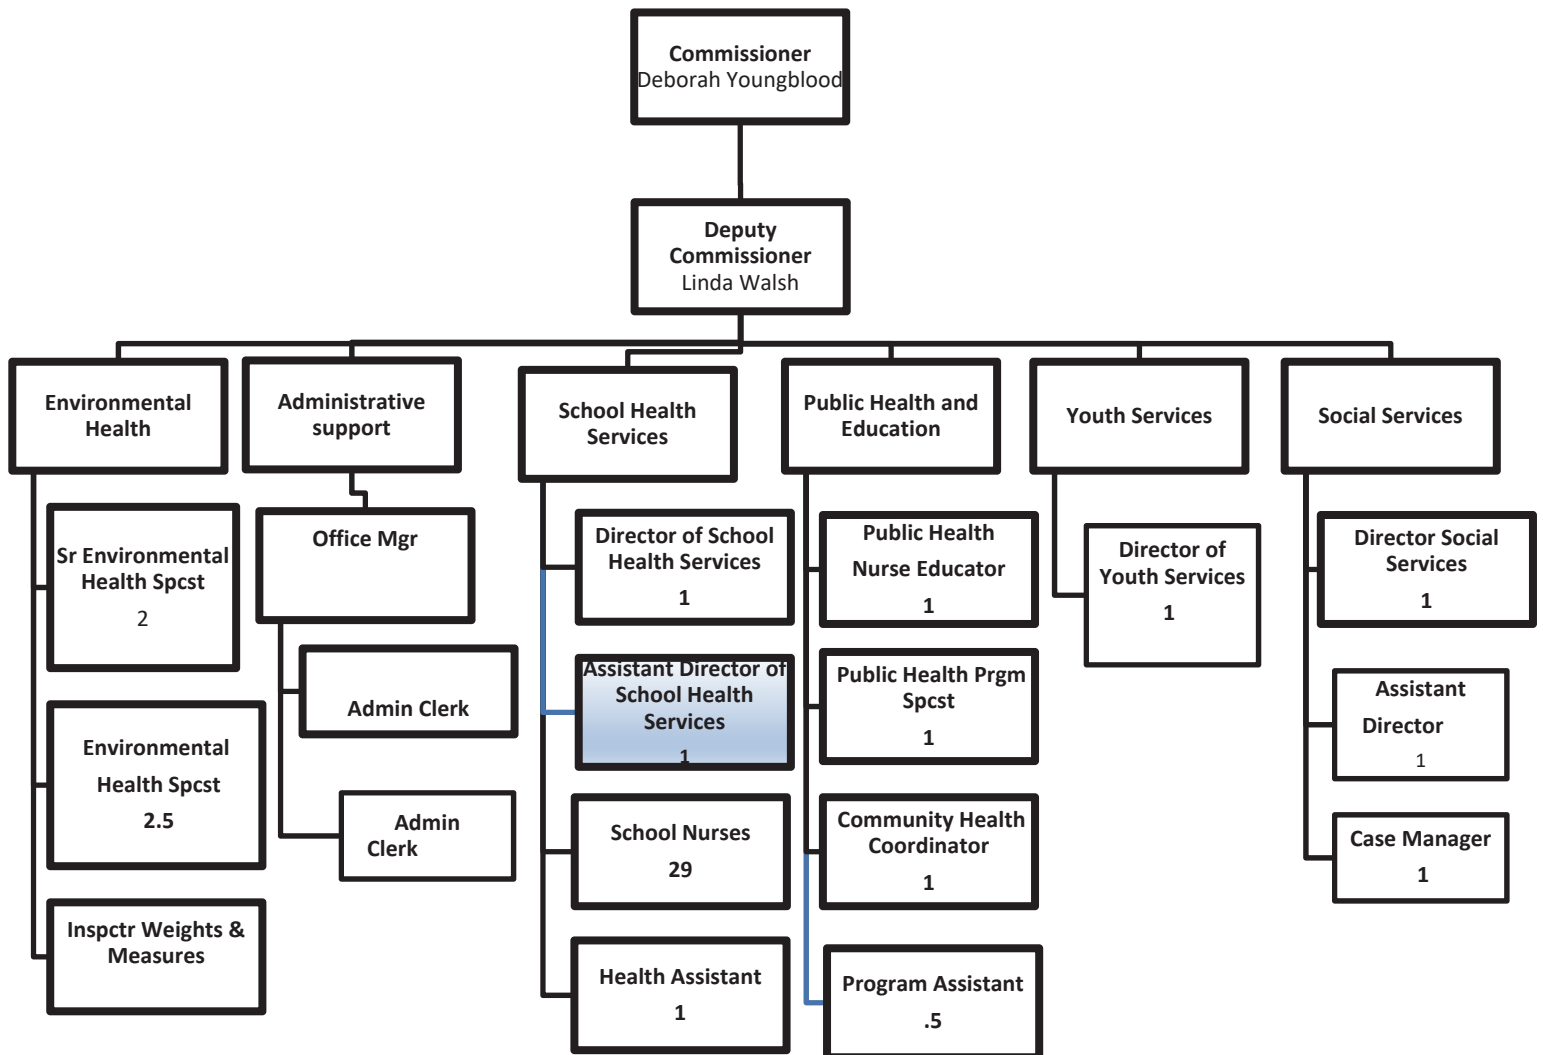 Commissioner
Deborah Youngblood
Deputy
Commissioner
Linda Walsh
Environmental
Health
Administrative
support
School Health
Services
Public Health and
Education
Youth Services
Social Services
Sr Environmental
Health Spcst
2
Environmental
Health Spcst
2.5
Inspctr Weights &
Measures
Office Mgr
Admin Clerk
Admin
Clerk
Director of School
Health Services
1
Assistant Director of
School Health
Services
1
School Nurses
29
Health Assistant
1
Public Health
Nurse Educator
1
Public Health Prgm
Spcst
1
Community Health
Coordinator
1
Program Assistant
.5
Director of
Youth Services
1
Director Social
Services
1
Assistant
Director
1
Case Manager
1